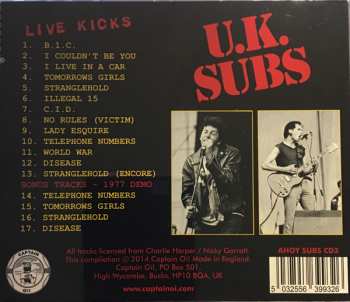 LIVE KICKS
U.K.
SUBS
1. B.I.C.
2. I COULDN'T BE YOU
3. I LIVE IN A CAR
4. TOMORROWS GIRLS
5. STRANGLEHOLD
6. ILLEGAL 15
7. C.I.D.
8. NO RULES (VICTIM)
9. LADY ESQUIRE
10. TELEPHONE NUMBERS
11. WORLD WAR
12. DISEASE
13. STRANGLEHOLD (ENCORE)
BONUS TRACKS - 1977 DEMO
14. TELEPHONE NUMBERS
15. TOMORROWS GIRLS
16. STRANGLEHOLD
17. DISEASE
CAPTAIN
OI!
All tracks licensed from Charlie Harper / Nicky Garratt.
This compilation © 2014 Captain Oi! Made in England.
Captain Oi!, PO Box 501,
High Wycombe, Bucks, HP10 8QA, UK
www.captainoi.com
AHOY SUBS CD3
5 032556 399326